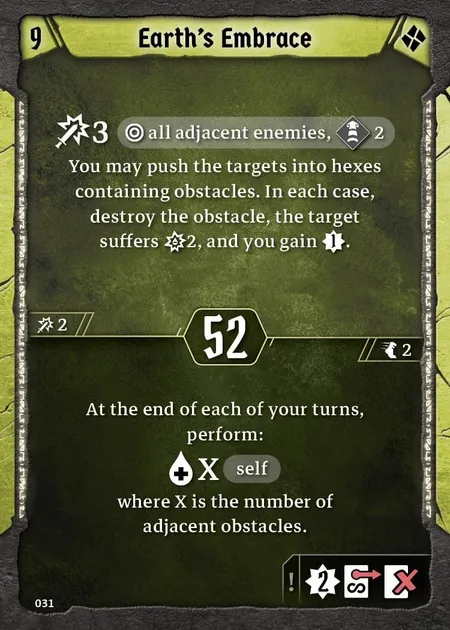 9 Earth's Embrace
3 all adjacent enemies, 2
You may push the targets into hexes
containing obstacles. In each case,
destroy the obstacle, the target
suffers 2, and you gain 1.
2
52
2
At the end of each of your turns,
perform:
X self
where X is the number of
adjacent obstacles.
! 2
031